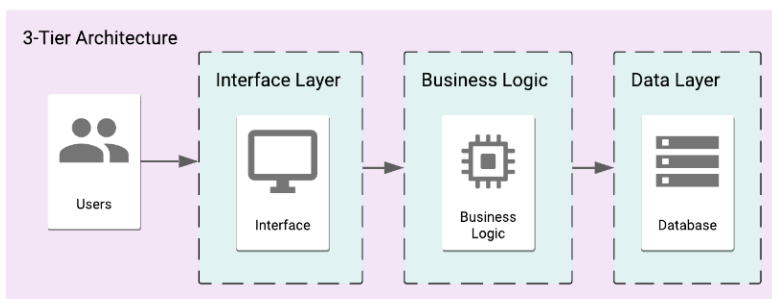 3-Tier Architecture
Interface Layer
Business Logic
Data Layer
Users
Interface
Business
Logic
Database